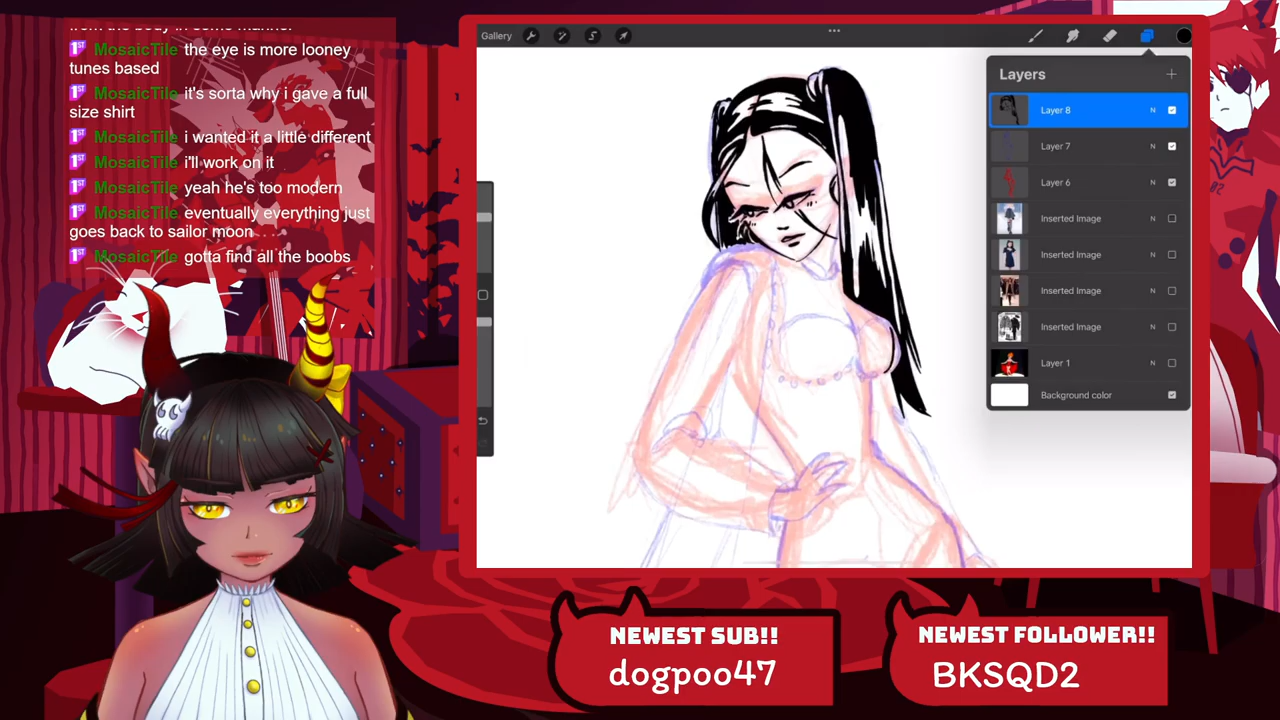 MosaicTile the eye is more looney
tunes based
MosaicTile it's sorta why i gave a full
size shirt
MosaicTile i wanted it a little different
MosaicTile i'll work on it
MosaicTile yeah he's too modern
MosaicTile eventually everything just
goes back to sailor moon
MosaicTile gotta find all the boobs
Gallery
Layers
Layer 8 N
Layer 7 N
Layer 6 N
Inserted Image N
Inserted Image N
Inserted Image N
Inserted Image N
Layer 1 N
Background color
NEWEST SUB!!
dogpoo47
NEWEST FOLLOWER!!
BKSQD2